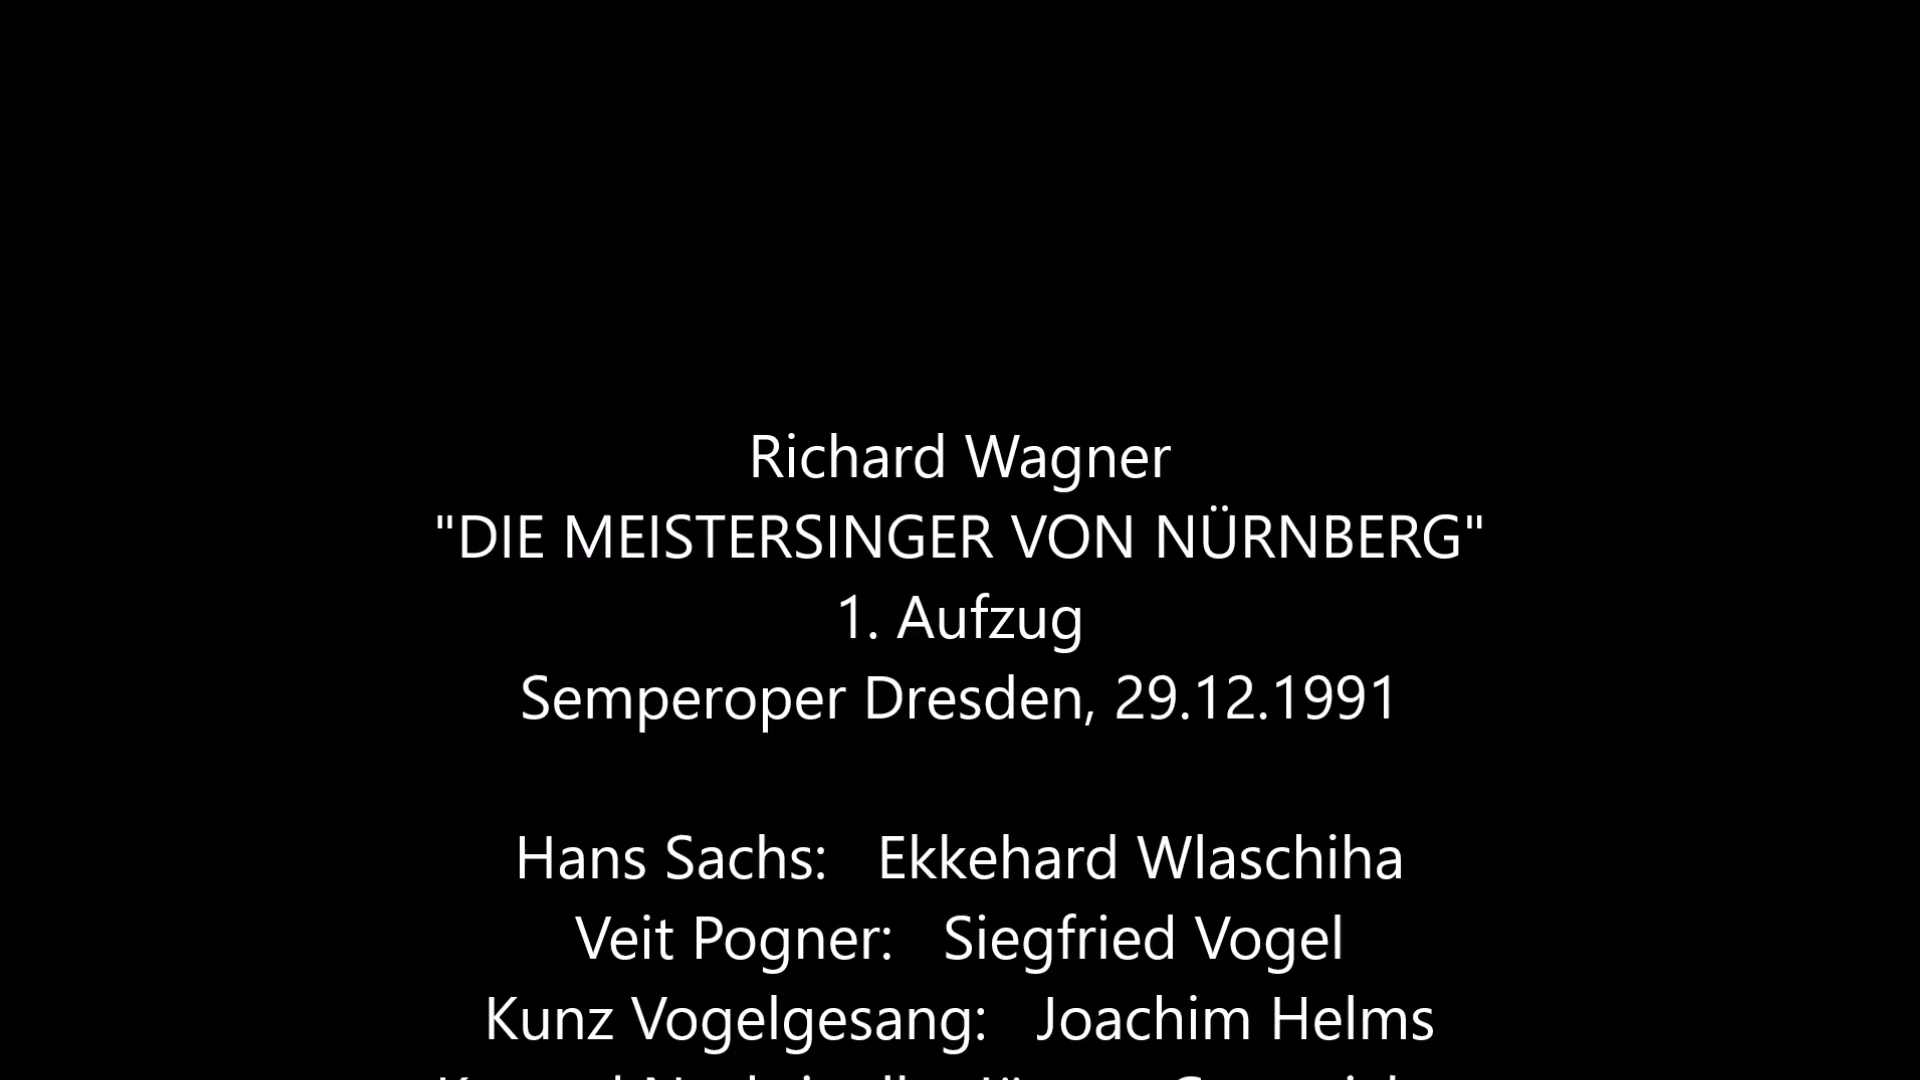 Richard Wagner
"DIE MEISTERSINGER VON NÜRNBERG"
1. Aufzug
Semperoper Dresden, 29.12.1991
Hans Sachs: Ekkehard Wlaschiha
Veit Pogner: Siegfried Vogel
Kunz Vogelgesang: Joachim Helms